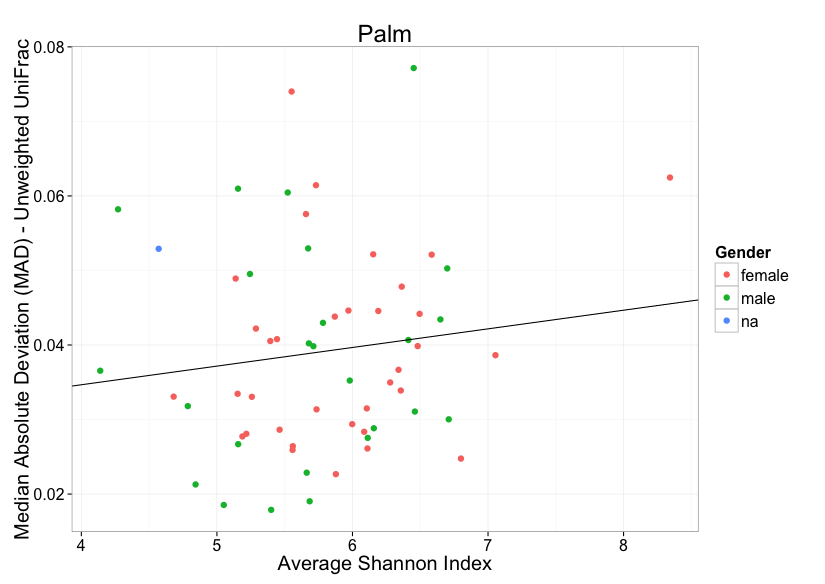 Palm
Median Absolute Deviation (MAD) - Unweighted UniFrac
0.08
0.06
0.04
0.02
4 5 6 7 8
Average Shannon Index
Gender
female
male
na